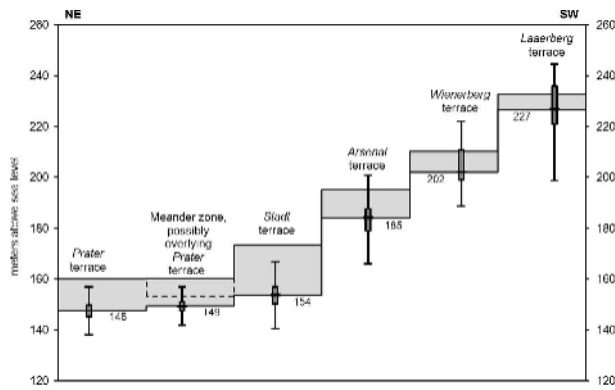 NE
SW
260
240
220
200
180
160
140
120
meters above sea level
Prater
terrace
148
Meander zone,
possibly
overlying
Prater
terrace
149
Stadt
terrace
154
Arsenal
terrace
185
Wienerberg
terrace
202
Laaerberg
terrace
227
260
240
220
200
180
160
140
120